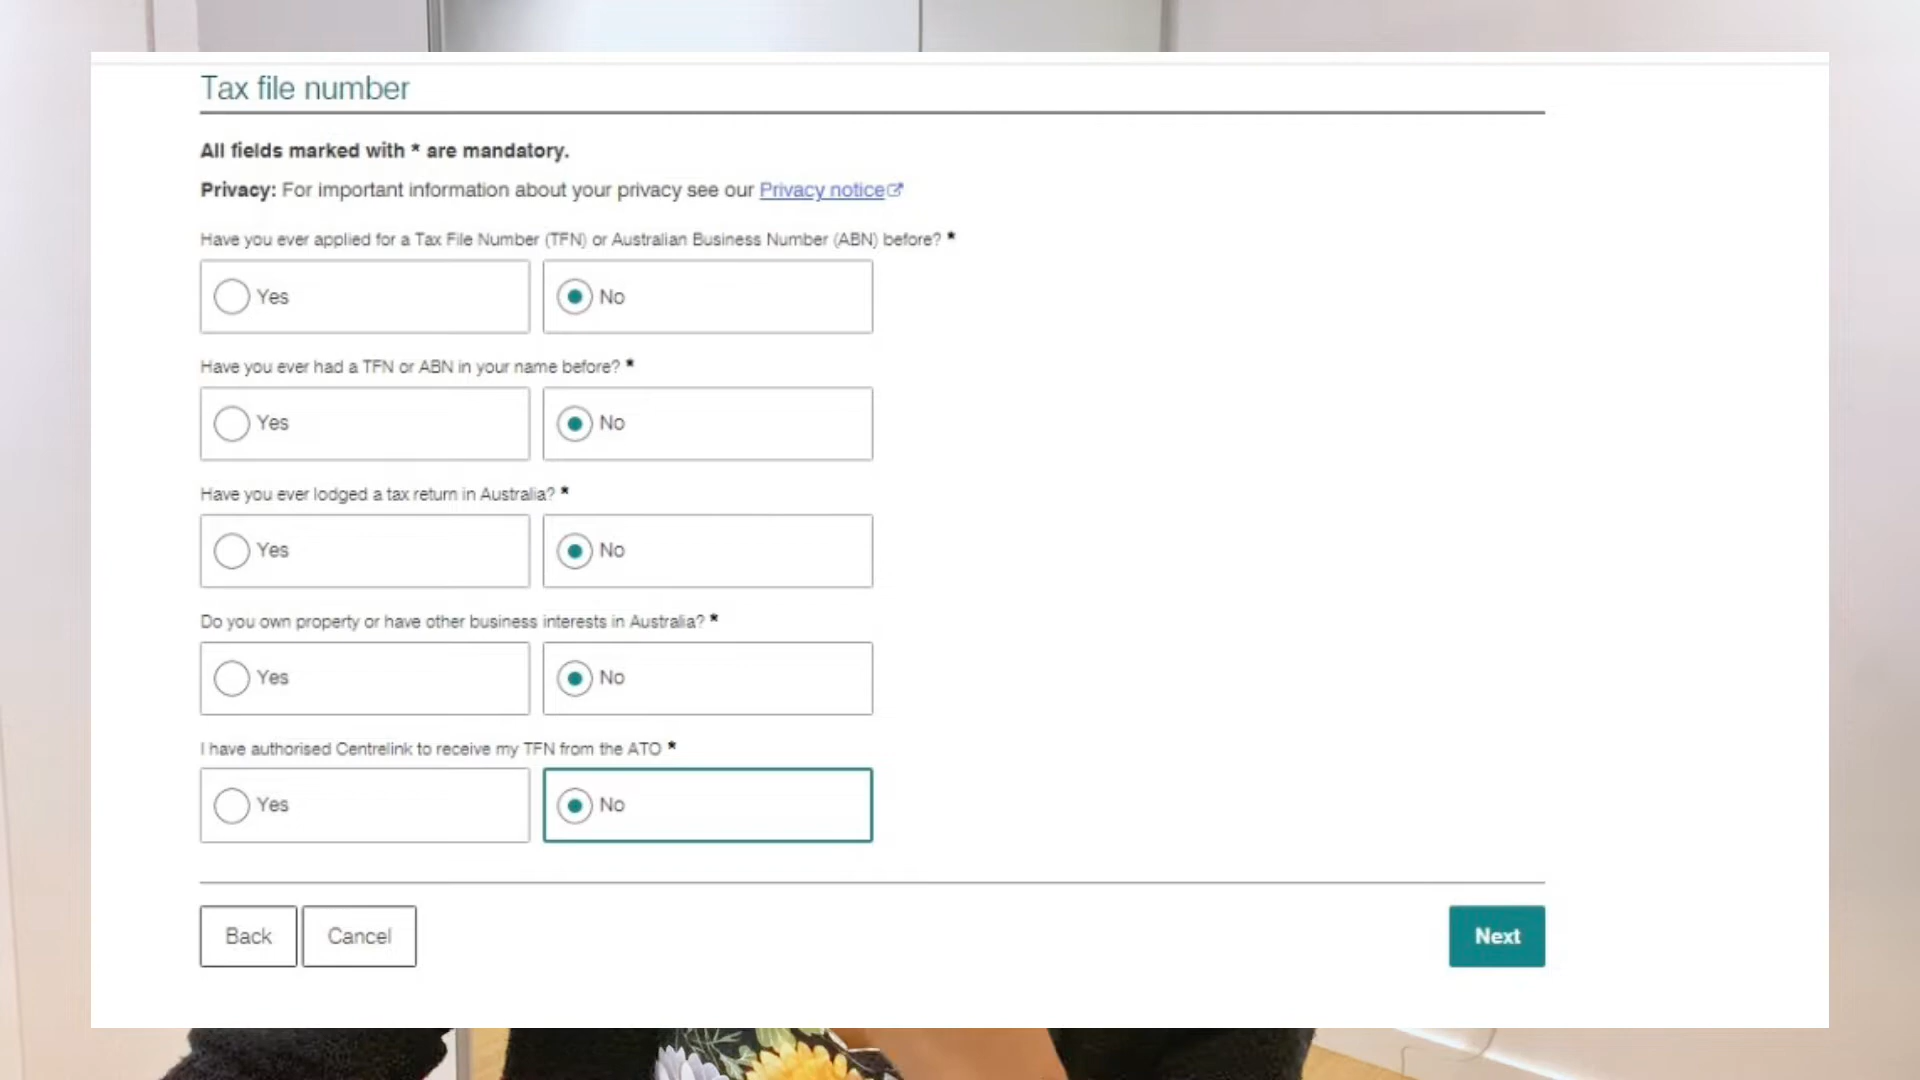 Tax file number
All fields marked with * are mandatory.
Privacy: For important information about your privacy see our Privacy notice
Have you ever applied for a Tax File Number (TFN) or Australian Business Number (ABN) before? *
Yes No
Have you ever had a TFN or ABN in your name before? *
Yes No
Have you ever lodged a tax return in Australia? *
Yes No
Do you own property or have other business interests in Australia? *
Yes No
I have authorised Centrelink to receive my TFN from the ATO *
Yes No
Back Cancel Next